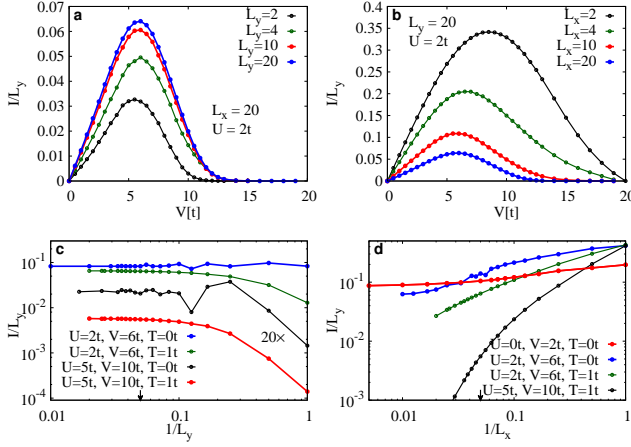 a
L_y=2
L_y=4
L_y=10
L_y=20
L_x = 20
U = 2t
I/L_y
0.06
0.05
0.04
0.03
0.02
0.01
0.00
0 5 10 15 20
V[t]
b
L_y = 20
U = 2t
L_x=2
L_x=4
L_x=10
L_x=20
I/L_y
0.4
0.35
0.3
0.25
0.2
0.15
0.1
0.05
0
0 5 10 15 20
V[t]
c
I/L_y
10^-1
10^-2
10^-3
10^-4
20×
U=2t, V=6t, T=0t
U=2t, V=6t, T=1t
U=5t, V=10t, T=0t
U=5t, V=10t, T=1t
0.01 0.1 1
1/L_y
d
I/L_y
10^-1
10^-2
10^-3
U=0t, V=2t, T=0t
U=2t, V=6t, T=0t
U=2t, V=6t, T=1t
U=5t, V=10t, T=1t
0.01 0.1 1
1/L_x